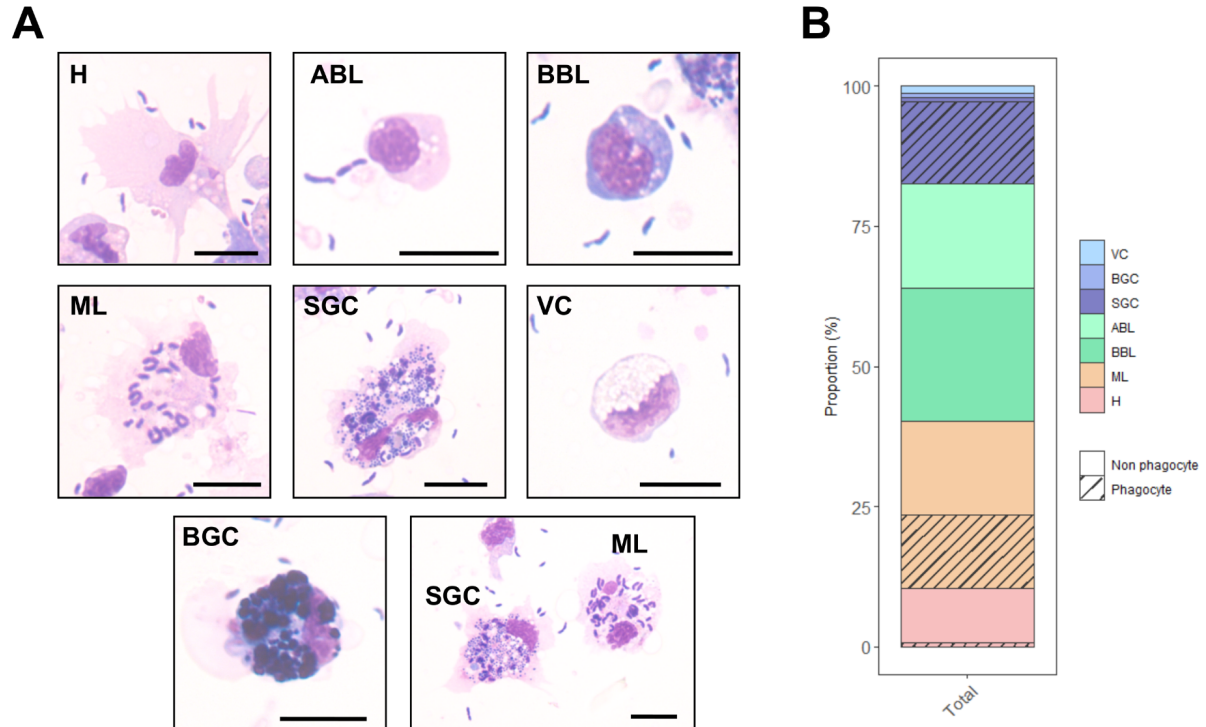 A
H
ABL
BBL
ML
SGC
VC
BGC
SGC
ML
B
Proportion (%)
100
75
50
25
0
Total
VC
BGC
SGC
ABL
BBL
ML
H
Non phagocyte
Phagocyte